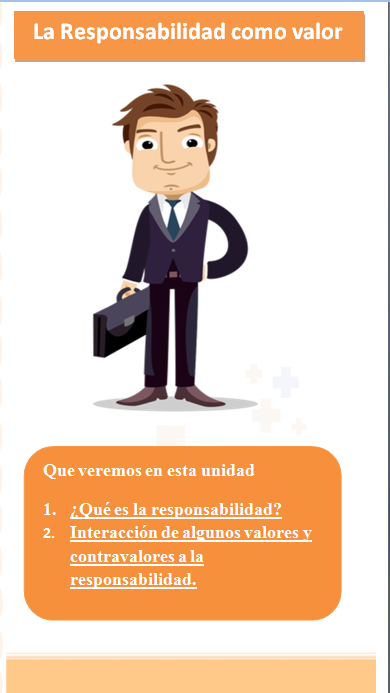 La Responsabilidad como valor
Que veremos en esta unidad
1. ¿Qué es la responsabilidad?
2. Interacción de algunos valores y
contravalores a la
responsabilidad.